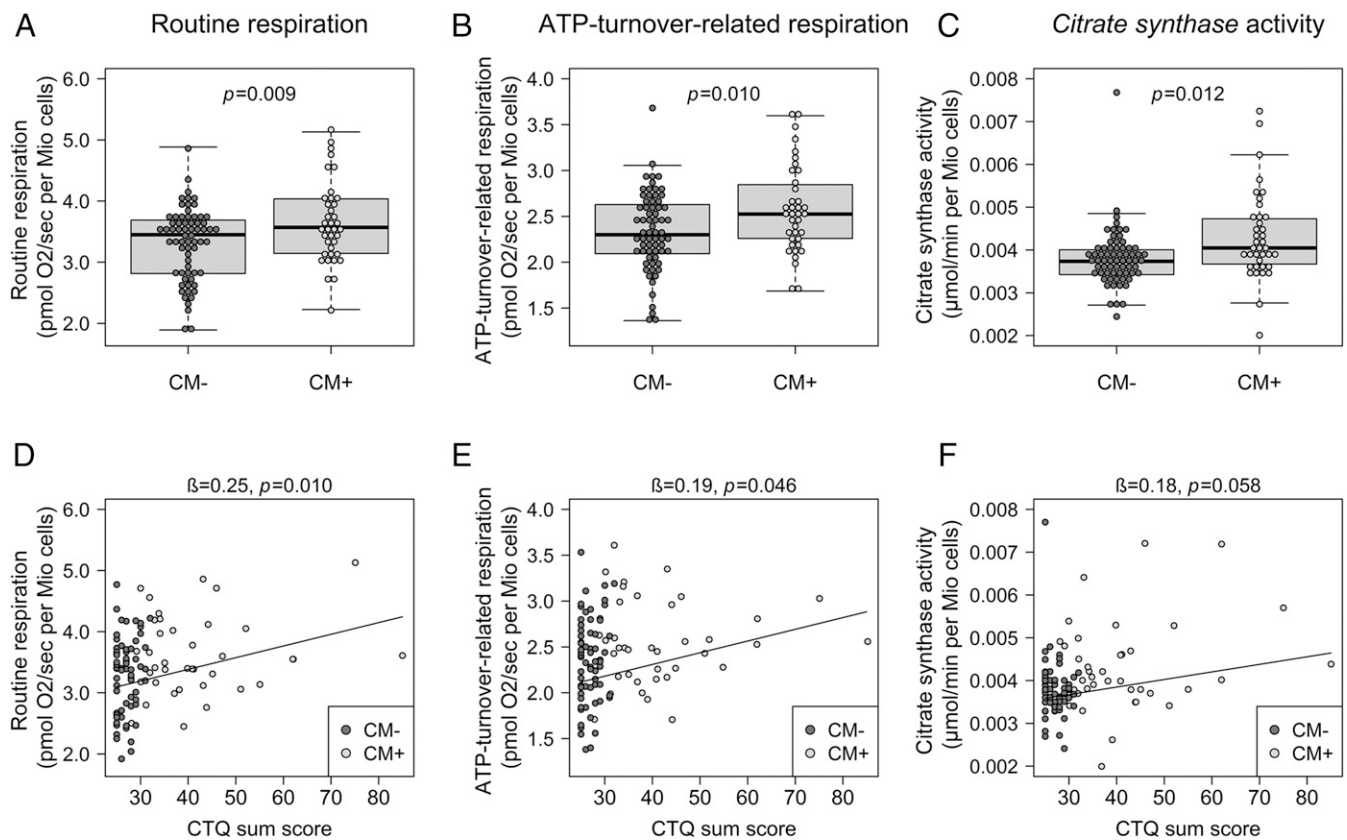 A Routine respiration
Routine respiration
(pmol O2/sec per Mio cells)
6.0
5.0
4.0
3.0
2.0
p=0.009
CM- CM+
B ATP-turnover-related respiration
ATP-turnover-related respiration
(pmol O2/sec per Mio cells)
4.0
3.5
3.0
2.5
2.0
1.5
p=0.010
CM- CM+
C Citrate synthase activity
Citrate synthase activity
(µmol/min per Mio cells)
0.008
0.007
0.006
0.005
0.004
0.003
0.002
p=0.012
CM- CM+
D
ß=0.25, p=0.010
Routine respiration
(pmol O2/sec per Mio cells)
6.0
5.0
4.0
3.0
2.0
CM-
CM+
30 40 50 60 70 80
CTQ sum score
E
ß=0.19, p=0.046
ATP-turnover-related respiration
(pmol O2/sec per Mio cells)
4.0
3.5
3.0
2.5
2.0
1.5
CM-
CM+
30 40 50 60 70 80
CTQ sum score
F
ß=0.18, p=0.058
Citrate synthase activity
(µmol/min per Mio cells)
0.008
0.007
0.006
0.005
0.004
0.003
0.002
CM-
CM+
30 40 50 60 70 80
CTQ sum score